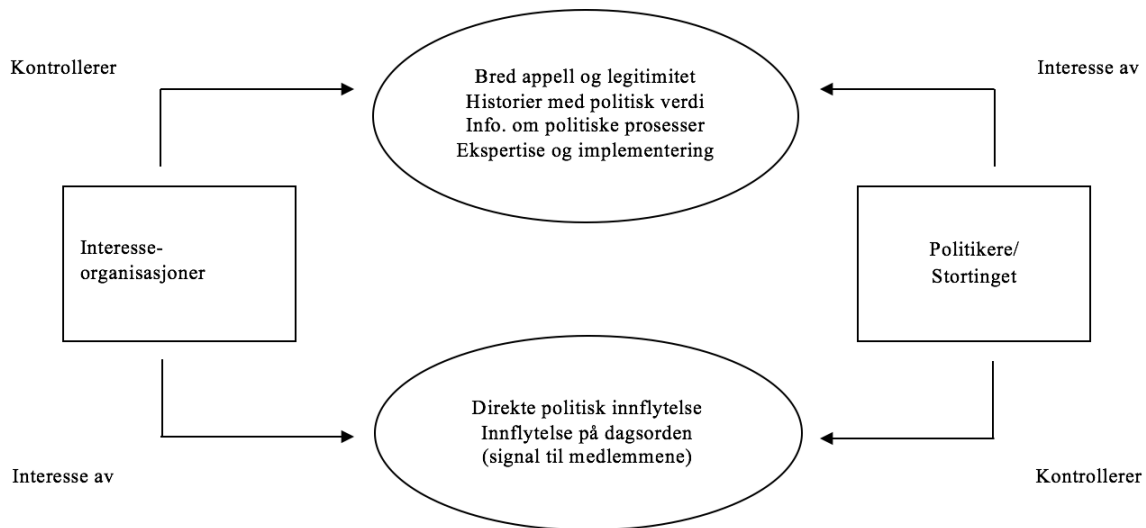 Kontrollerer
Interesse av
Bred appell og legitimitet
Historier med politisk verdi
Info. om politiske prosesser
Ekspertise og implementering
Interesse-
organisasjoner
Politikere/
Stortinget
Direkte politisk innflytelse
Innflytelse på dagsorden
(signal til medlemmene)
Interesse av
Kontrollerer